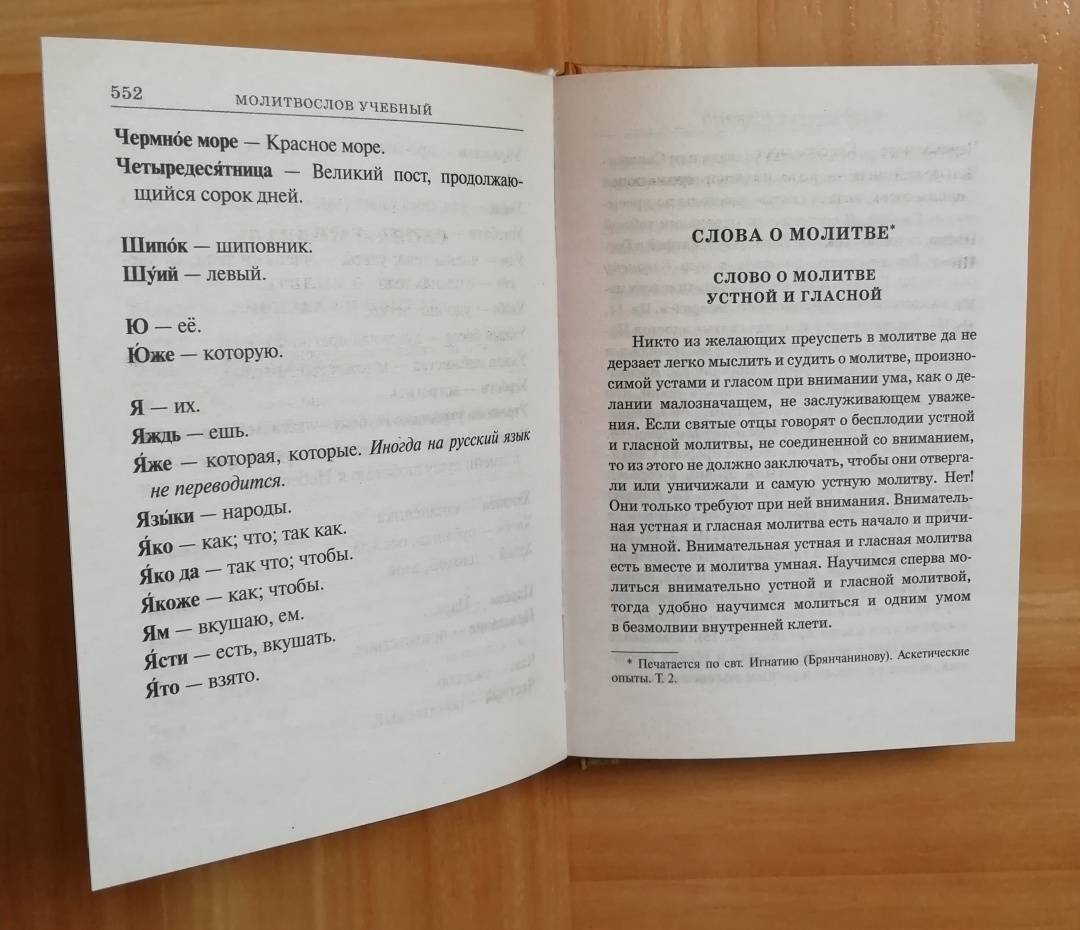 552
МОЛИТВОСЛОВ УЧЕБНЫЙ
Чермно́е море — Красное море.
Четыредеся́тница — Великий пост, продолжаю-
щийся сорок дней.
Шипо́к — шиповник.
Шу́ий — левый.
Ю — её.
Ю́же — которую.
Я — их.
Яждь — ешь.
Я́же — которая, которые. Иногда на русский язык
не переводится.
Язы́ки — народы.
Я́ко — как; что; так как.
Я́ко да — так что; чтобы.
Я́коже — как; чтобы.
Ям — вкушаю, ем.
Я́сти — есть, вкушать.
Я́то — взято.
СЛОВА О МОЛИТВЕ*
СЛОВО О МОЛИТВЕ
УСТНОЙ И ГЛАСНОЙ
Никто из желающих преуспеть в молитве да не
дерзает легко мыслить и судить о молитве, произно-
симой устами и гласом при внимании ума, как о де-
лании малозначащем, не заслуживающем уваже-
ния. Если святые отцы говорят о бесплодии устной
и гласной молитвы, не соединенной со вниманием,
то из этого не должно заключать, чтобы они отверга-
ли или уничижали и самую устную молитву. Нет!
Они только требуют при ней внимания. Вниматель-
ная устная и гласная молитва есть начало и причи-
на умной. Внимательная устная и гласная молитва
есть вместе и молитва умная. Научимся сперва мо-
литься внимательно устной и гласной молитвой,
тогда удобно научимся молиться и одним умом
в безмолвии внутренней клети.
* Печатается по свт. Игнатию (Брянчанинову). Аскетические
опыты. Т. 2.